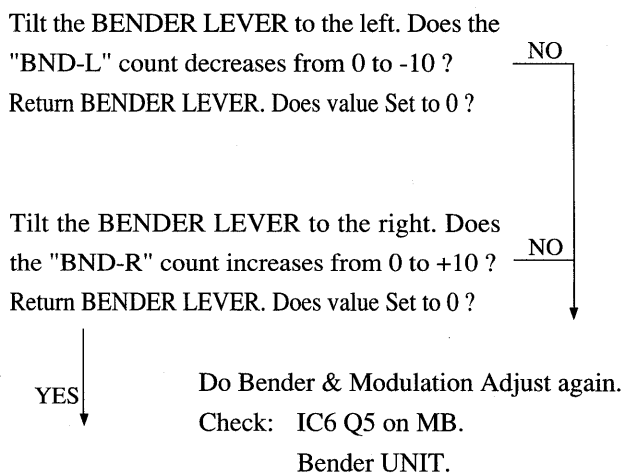 Tilt the BENDER LEVER to the left. Does the
"BND-L" count decreases from 0 to -10 ?
NO
Return BENDER LEVER. Does value Set to 0 ?
Tilt the BENDER LEVER to the right. Does
the "BND-R" count increases from 0 to +10 ?
NO
Return BENDER LEVER. Does value Set to 0 ?
YES
Do Bender & Modulation Adjust again.
Check: IC6 Q5 on MB.
Bender UNIT.